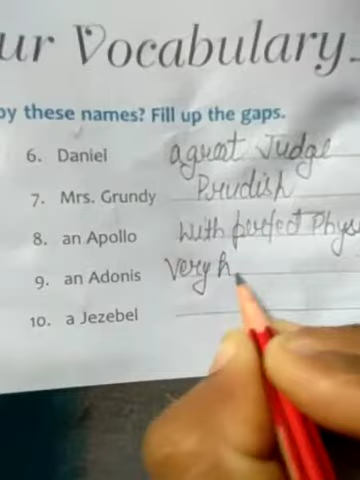 ur Vocabulary
by these names? Fill up the gaps.
6. Daniel a great Judge
7. Mrs. Grundy Prudish
8. an Apollo With perfect Phys
9. an Adonis Very h
10. a Jezebel